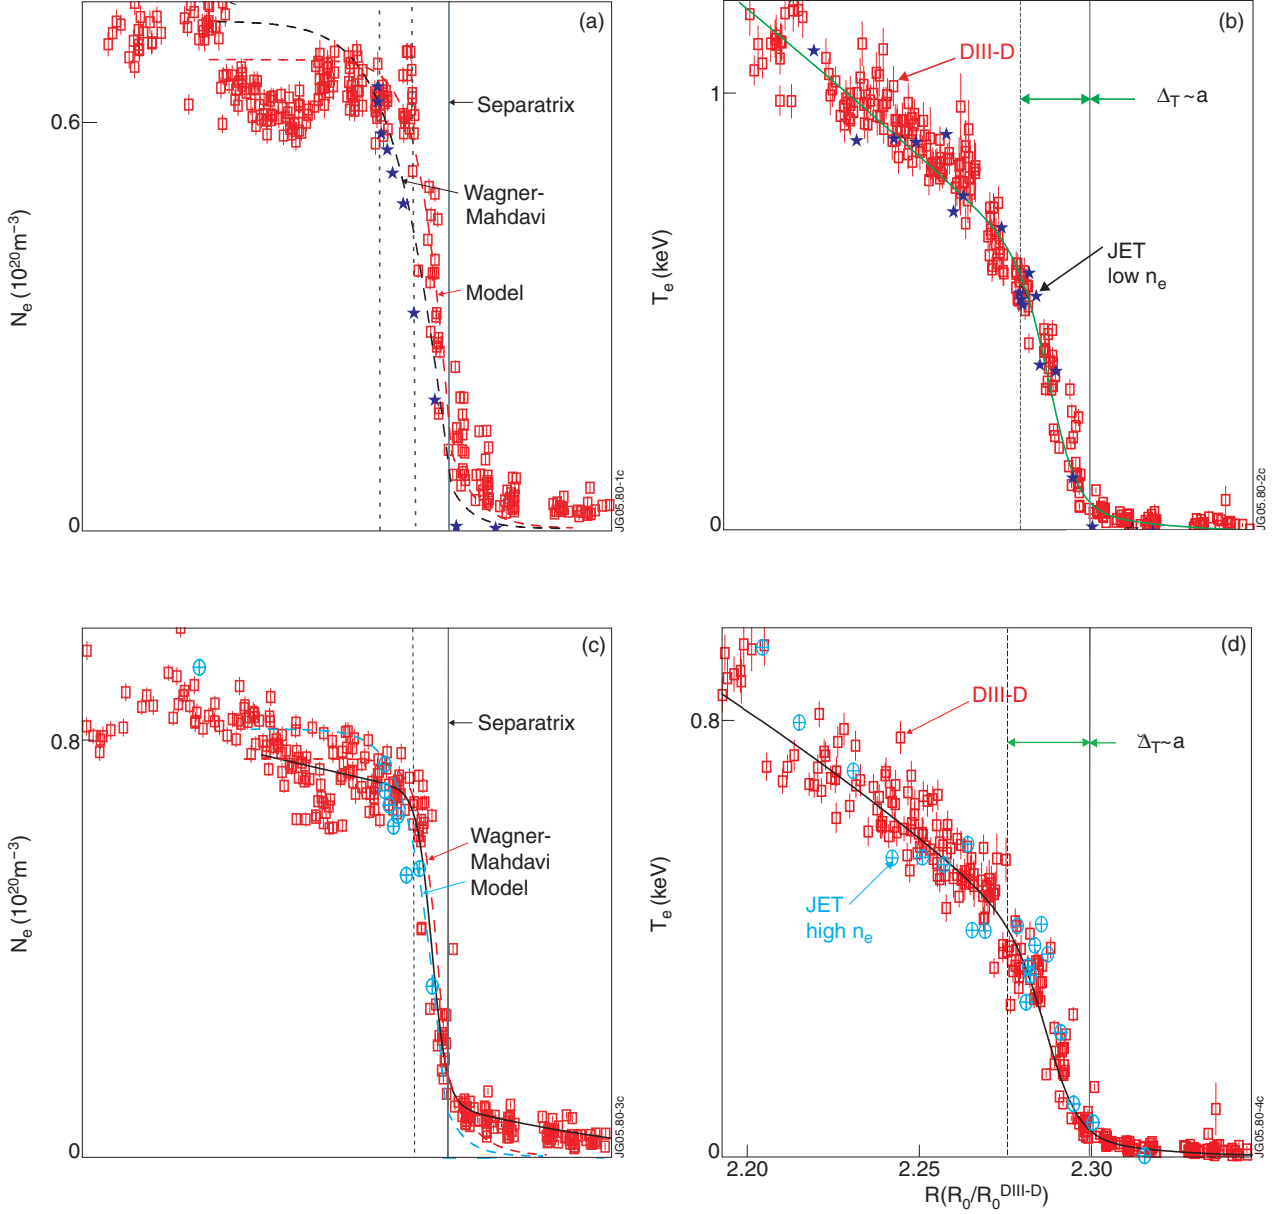 (a)
0.6
Separatrix
Wagner-
Mahdavi
Model
N_e (10^20 m^−3)
0
JG05.80-1c
(b)
DIII-D
1
Δ_T ~a
T_e (keV)
JET
low n_e
0
JG05.80-2c
(c)
Separatrix
0.8
Wagner-
Mahdavi
Model
N_e (10^20 m^−3)
0
JG05.80-3c
(d)
DIII-D
0.8
Δ_T ~a
T_e (keV)
JET
high n_e
0
JG05.80-4c
2.20 2.25 2.30
R(R_0/R_0^DIII-D)